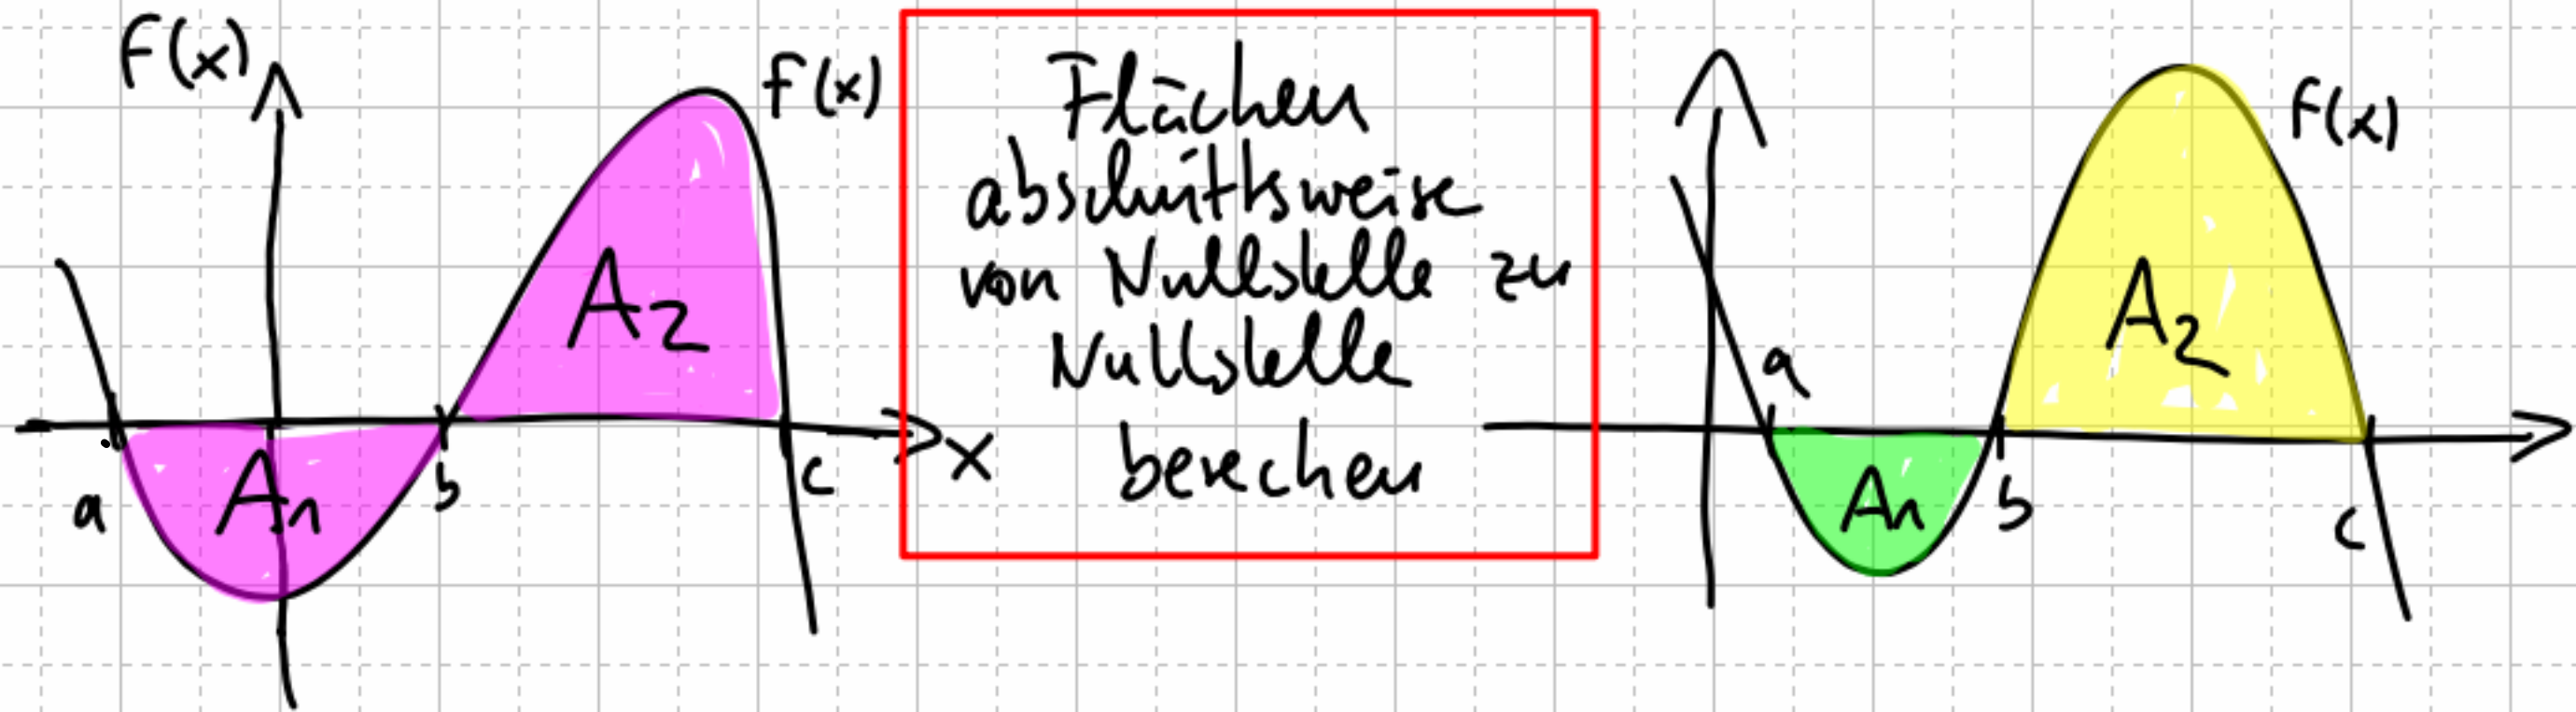 f(x)
f(x)
A2
A1
a
b
c
x
Flächen
abschnittsweise
von Nullstelle zu
Nullstelle
berechen
f(x)
A2
a
A1
b
c